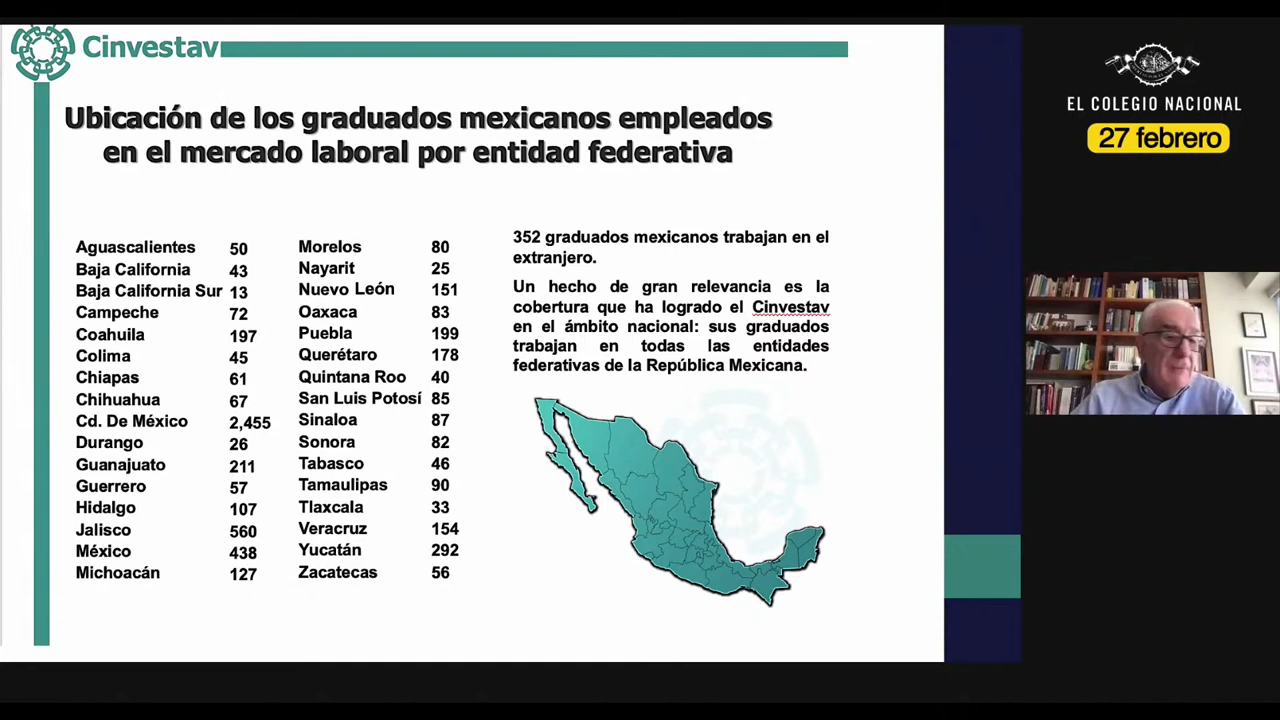 Cinvestav
Ubicación de los graduados mexicanos empleados
en el mercado laboral por entidad federativa
Aguascalientes 50
Baja California 43
Baja California Sur 13
Campeche 72
Coahuila 197
Colima 45
Chiapas 61
Chihuahua 67
Cd. De México 2,455
Durango 26
Guanajuato 211
Guerrero 57
Hidalgo 107
Jalisco 560
México 438
Michoacán 127
Morelos 80
Nayarit 25
Nuevo León 151
Oaxaca 83
Puebla 199
Querétaro 178
Quintana Roo 40
San Luis Potosí 85
Sinaloa 87
Sonora 82
Tabasco 46
Tamaulipas 90
Tlaxcala 33
Veracruz 154
Yucatán 292
Zacatecas 56
352 graduados mexicanos trabajan en el
extranjero.
Un hecho de gran relevancia es la
cobertura que ha logrado el Cinvestav
en el ámbito nacional: sus graduados
trabajan en todas las entidades
federativas de la República Mexicana.
EL COLEGIO NACIONAL
27 febrero